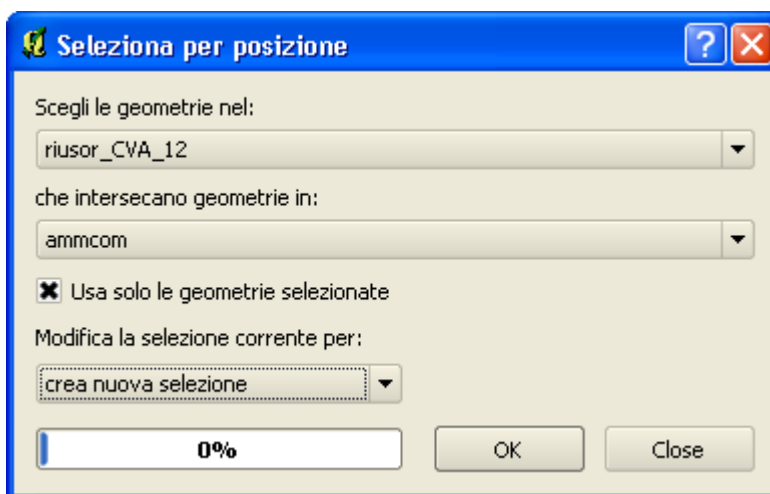 Seleziona per posizione
Scegli le geometrie nel:
riusor_CVA_12
che intersecano geometrie in:
ammcom
Usa solo le geometrie selezionate
Modifica la selezione corrente per:
crea nuova selezione
0% OK Close